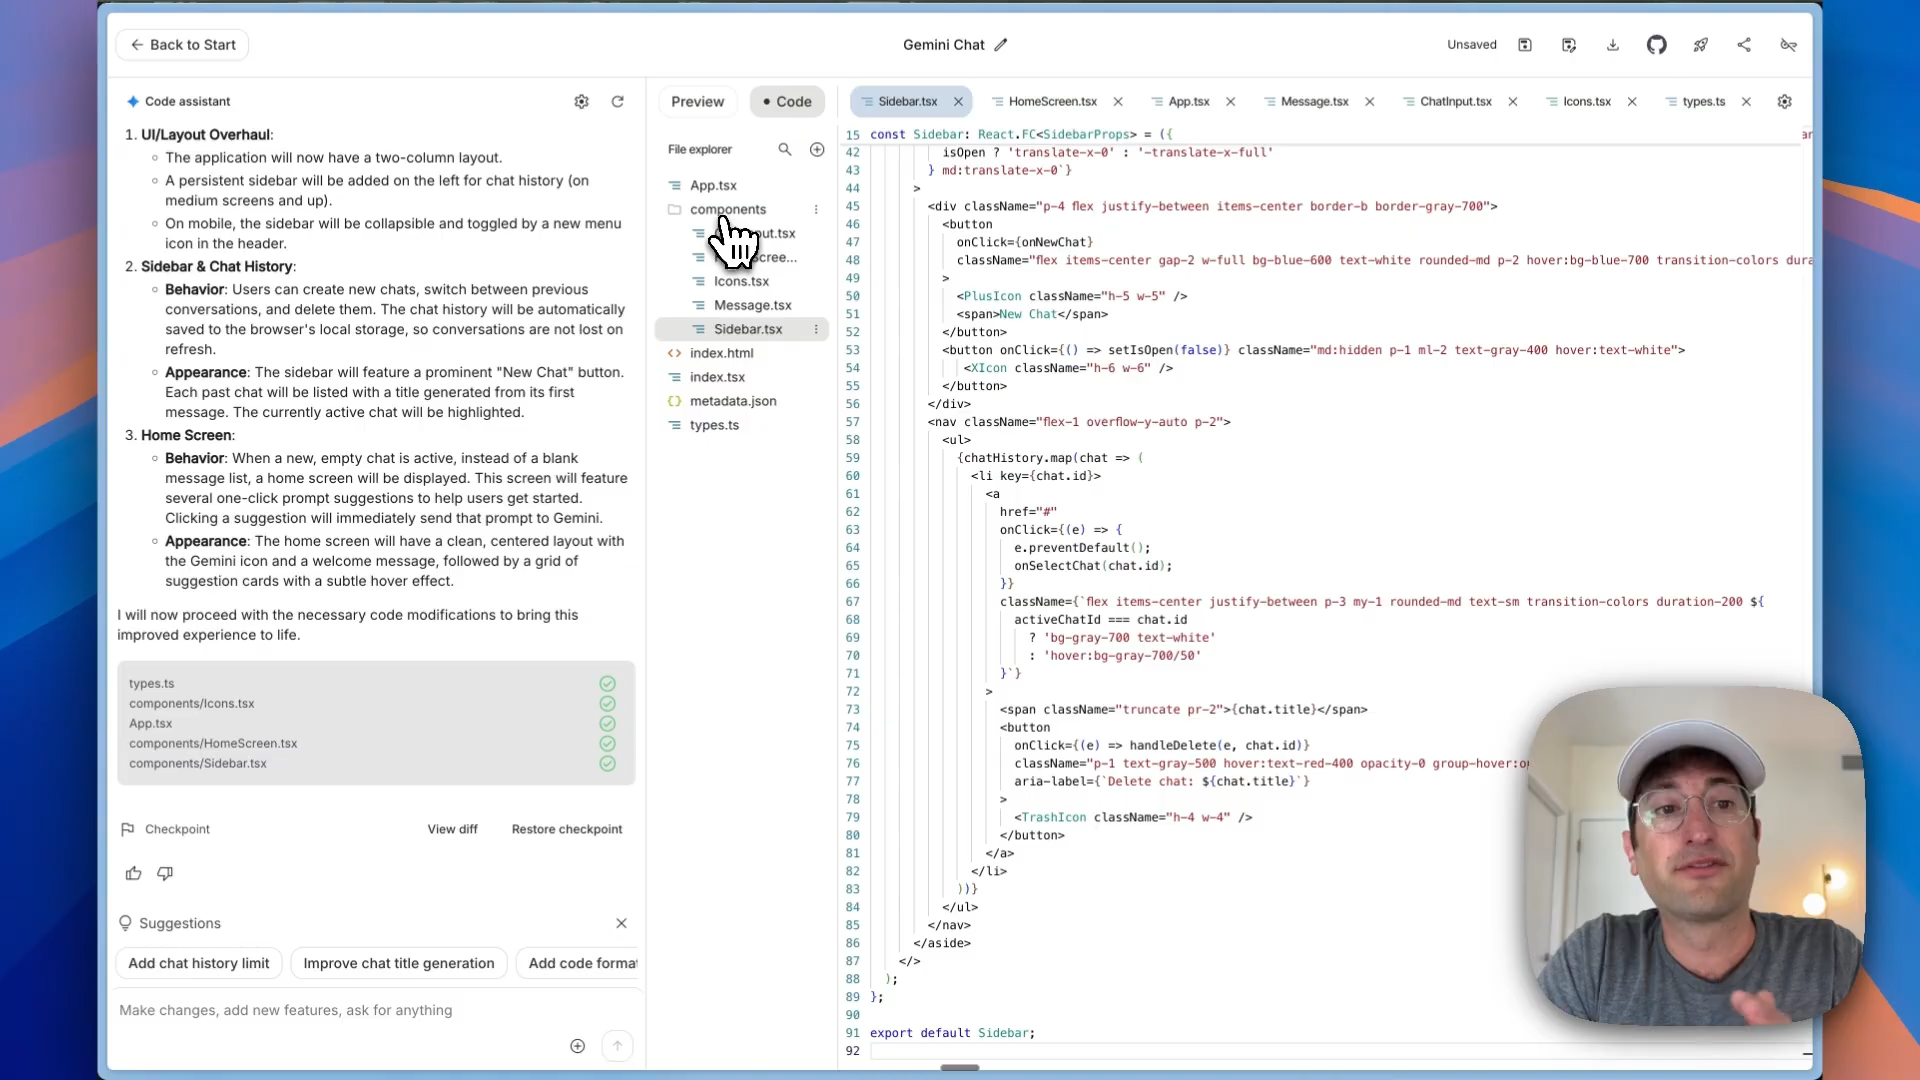 Back to Start
Gemini Chat
Unsaved
Code assistant
1. UI/Layout Overhaul:
The application will now have a two-column layout.
A persistent sidebar will be added on the left for chat history (on
medium screens and up).
On mobile, the sidebar will be collapsible and toggled by a new menu
icon in the header.
2. Sidebar & Chat History:
Behavior: Users can create new chats, switch between previous
conversations, and delete them. The chat history will be automatically
saved to the browser's local storage, so conversations are not lost on
refresh.
Appearance: The sidebar will feature a prominent "New Chat" button.
Each past chat will be listed with a title generated from its first
message. The currently active chat will be highlighted.
3. Home Screen:
Behavior: When a new, empty chat is active, instead of a blank
message list, a home screen will be displayed. This screen will feature
several one-click prompt suggestions to help users get started.
Clicking a suggestion will immediately send that prompt to Gemini.
Appearance: The home screen will have a clean, centered layout with
the Gemini icon and a welcome message, followed by a grid of
suggestion cards with a subtle hover effect.
I will now proceed with the necessary code modifications to bring this
improved experience to life.
types.ts
components/Icons.tsx
App.tsx
components/HomeScreen.tsx
components/Sidebar.tsx
Checkpoint
View diff
Restore checkpoint
Suggestions
Add chat history limit
Improve chat title generation
Add code format
Make changes, add new features, ask for anything
Preview
Code
File explorer
App.tsx
components
Icons.tsx
Message.tsx
Sidebar.tsx
index.html
index.tsx
metadata.json
types.ts
Sidebar.tsx
HomeScreen.tsx
App.tsx
Message.tsx
ChatInput.tsx
Icons.tsx
types.ts
15 const Sidebar: React.FC<SidebarProps> = ({
42 isOpen ? 'translate-x-0' : '-translate-x-full'
43 } md:translate-x-0`}
44 >
45 <div className="p-4 flex justify-between items-center border-b border-gray-700">
46 <button
47 onClick={onNewChat}
48 className="flex items-center gap-2 w-full bg-blue-600 text-white rounded-md p-2 hover:bg-blue-700 transition-colors dura
49 >
50 <PlusIcon className="h-5 w-5" />
51 <span>New Chat</span>
52 </button>
53 <button onClick={() => setIsOpen(false)} className="md:hidden p-1 ml-2 text-gray-400 hover:text-white">
54 <XIcon className="h-6 w-6" />
55 </button>
56 </div>
57 <nav className="flex-1 overflow-y-auto p-2">
58 <ul>
59 {chatHistory.map(chat => (
60 <li key={chat.id}>
61 <a
62 href="#"
63 onClick={(e) => {
64 e.preventDefault();
65 onSelectChat(chat.id);
66 }}
67 className={`flex items-center justify-between p-3 my-1 rounded-md text-sm transition-colors duration-200 ${
68 activeChatId === chat.id
69 ? 'bg-gray-700 text-white'
70 : 'hover:bg-gray-700/50'
71 }`}
72 >
73 <span className="truncate pr-2">{chat.title}</span>
74 <button
75 onClick={(e) => handleDelete(e, chat.id)}
76 className="p-1 text-gray-500 hover:text-red-400 opacity-0 group-hover:o
77 aria-label={`Delete chat: ${chat.title}`}
78 >
79 <TrashIcon className="h-4 w-4" />
80 </button>
81 </a>
82 </li>
83 ))}
84 </ul>
85 </nav>
86 </aside>
87 </>
88 );
89 };
90
91 export default Sidebar;
92